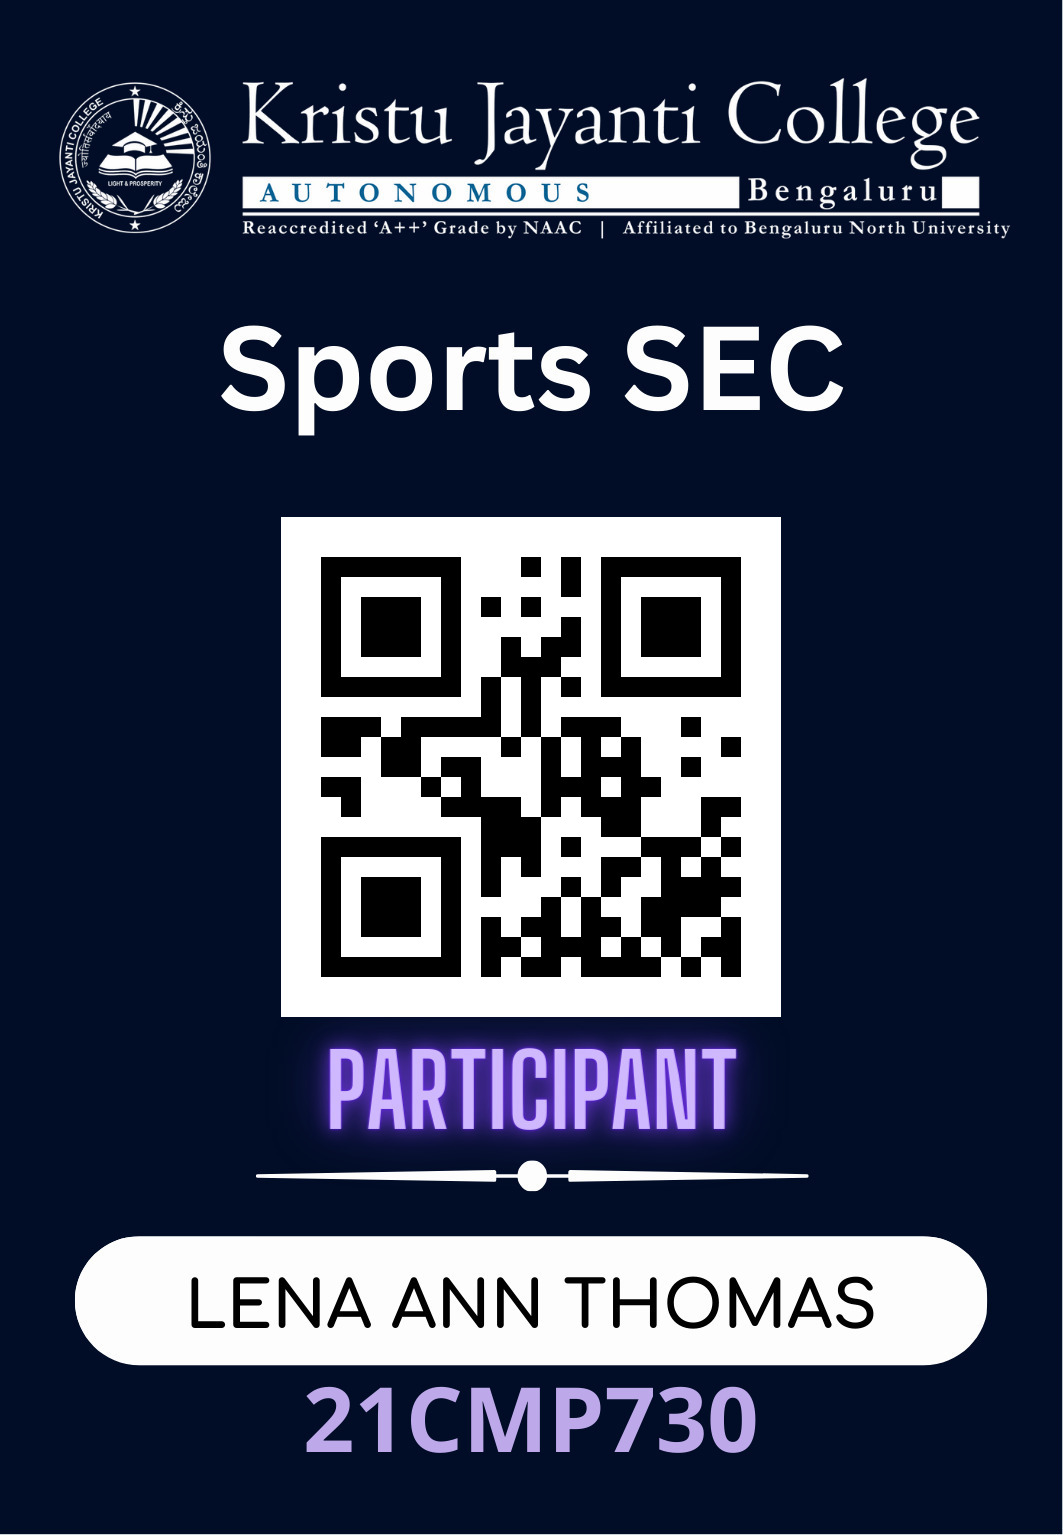 KRISTU JAYANTI COLLEGE
LIGHT & PROSPERITY
Kristu Jayanti College
AUTONOMOUS Bengaluru
Reaccredited ‘A++’ Grade by NAAC | Affiliated to Bengaluru North University
Sports SEC
PARTICIPANT
LENA ANN THOMAS
21CMP730